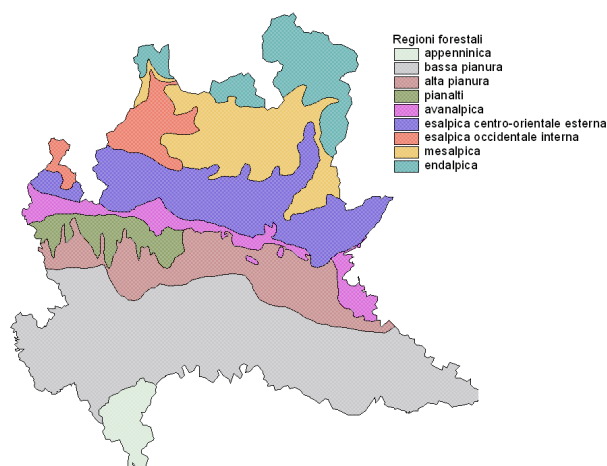 Regioni forestali
appenninica
bassa pianura
alta pianura
pianalti
avanalpica
esalpica centro-orientale esterna
esalpica occidentale interna
mesalpica
endalpica